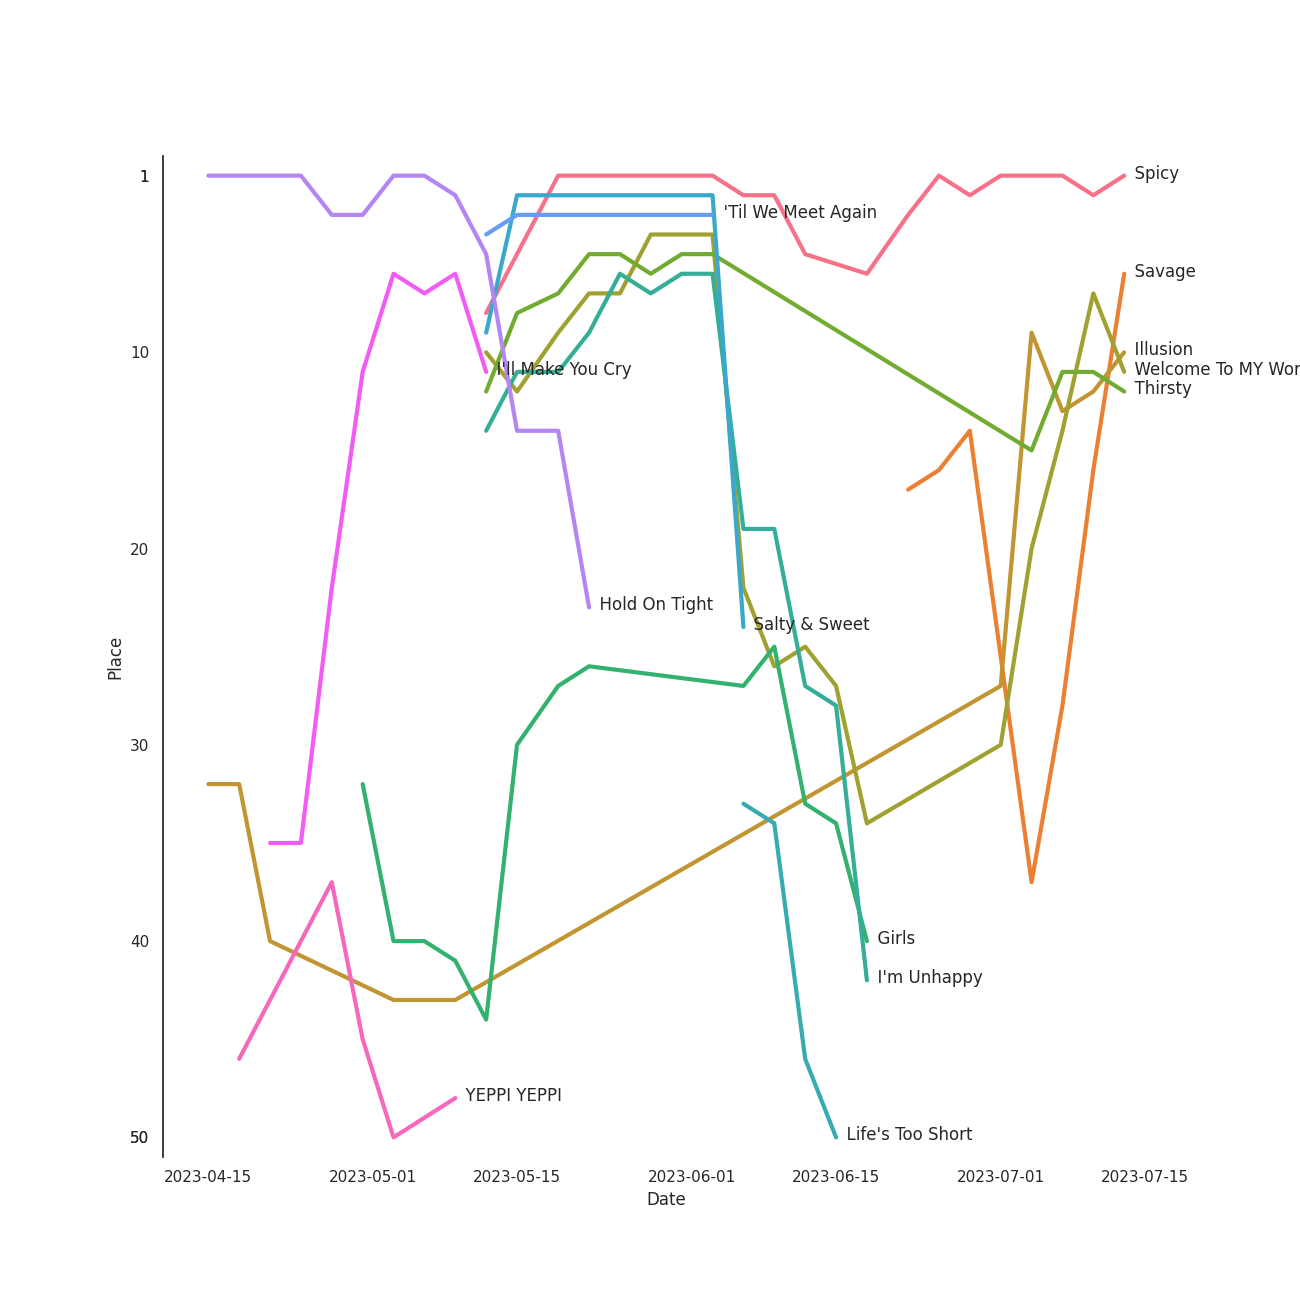 1
Spicy
'Til We Meet Again
Savage
10
Illusion
I'll Make You Cry
Welcome To MY Wor
Thirsty
20
Hold On Tight
Salty & Sweet
Place
30
40
Girls
I'm Unhappy
YEPPI YEPPI
50
Life's Too Short
2023-04-15
2023-05-01
2023-05-15
2023-06-01
2023-06-15
2023-07-01
2023-07-15
Date